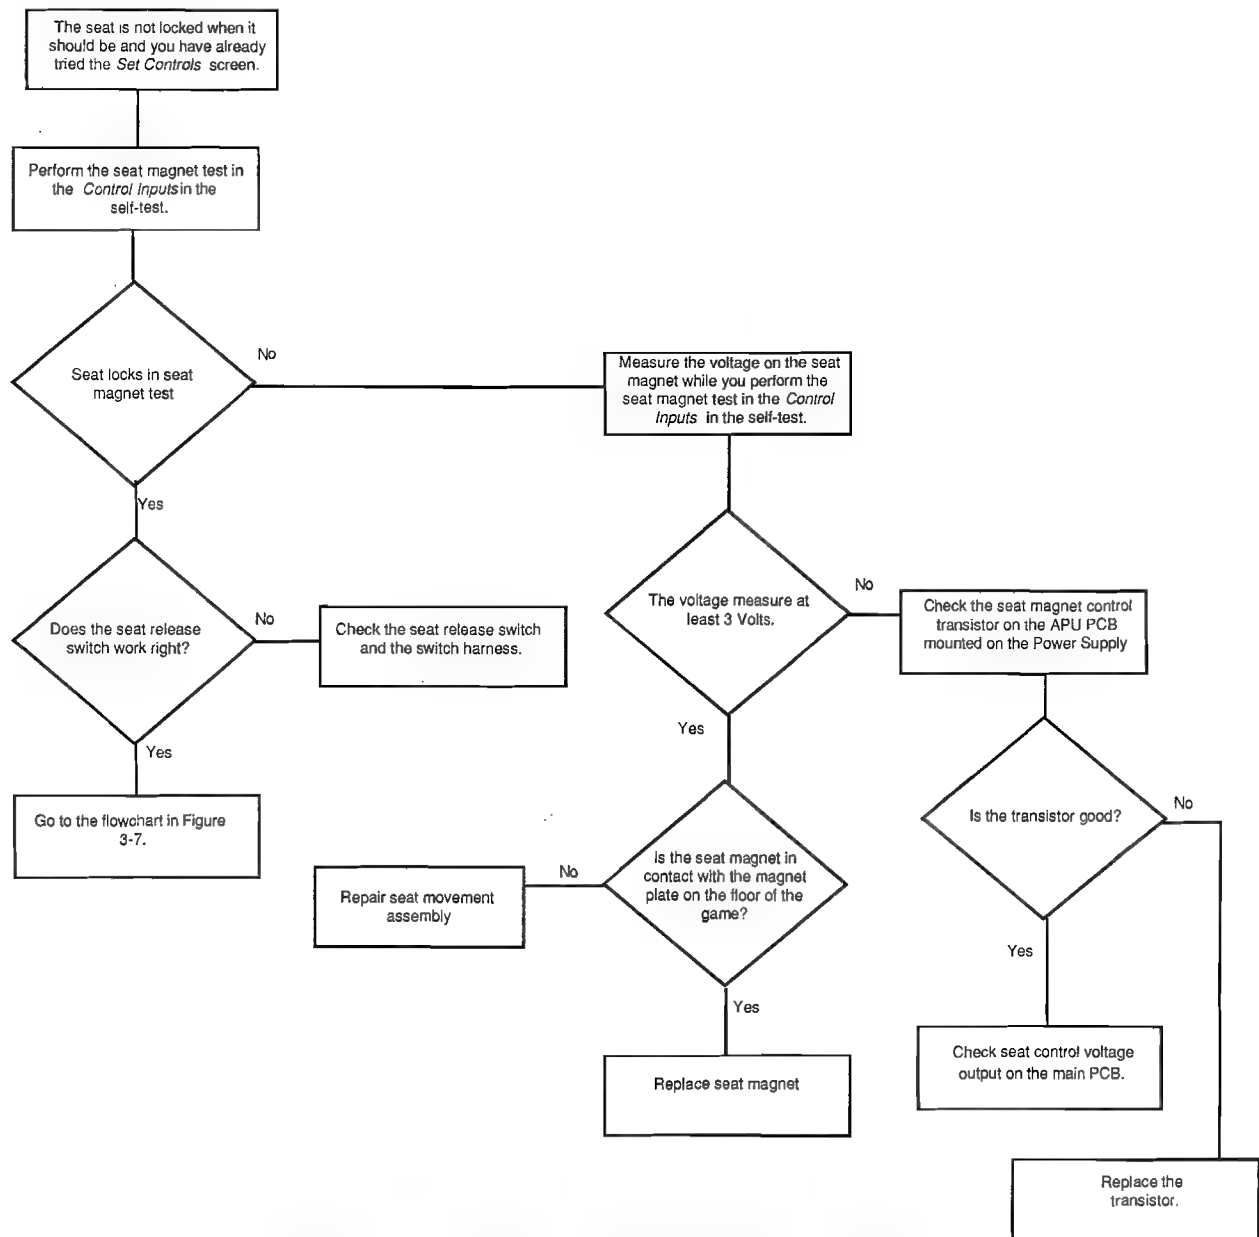 The seat is not locked when it
should be and you have already
tried the Set Controls screen.
Perform the seat magnet test in
the Control Inputs in the
self-test.
Seat locks in seat
magnet test
No
Measure the voltage on the seat
magnet while you perform the
seat magnet test in the Control
Inputs in the self-test.
Yes
Does the seat release
switch work right?
No
Check the seat release switch
and the switch harness.
Yes
Go to the flowchart in Figure
3-7.
The voltage measure at
least 3 Volts.
No
Check the seat magnet control
transistor on the APU PCB
mounted on the Power Supply
Yes
Is the seat magnet in
contact with the magnet
plate on the floor of the
game?
No
Repair seat movement
assembly
Yes
Replace seat magnet
Is the transistor good?
No
Yes
Check seat control voltage
output on the main PCB.
Replace the
transistor.